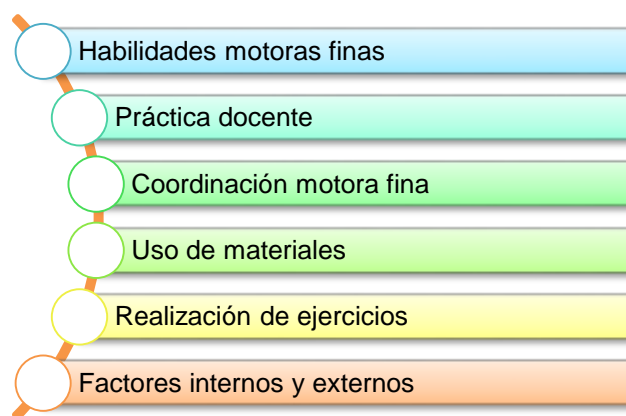 Habilidades motoras finas
Práctica docente
Coordinación motora fina
Uso de materiales
Realización de ejercicios
Factores internos y externos